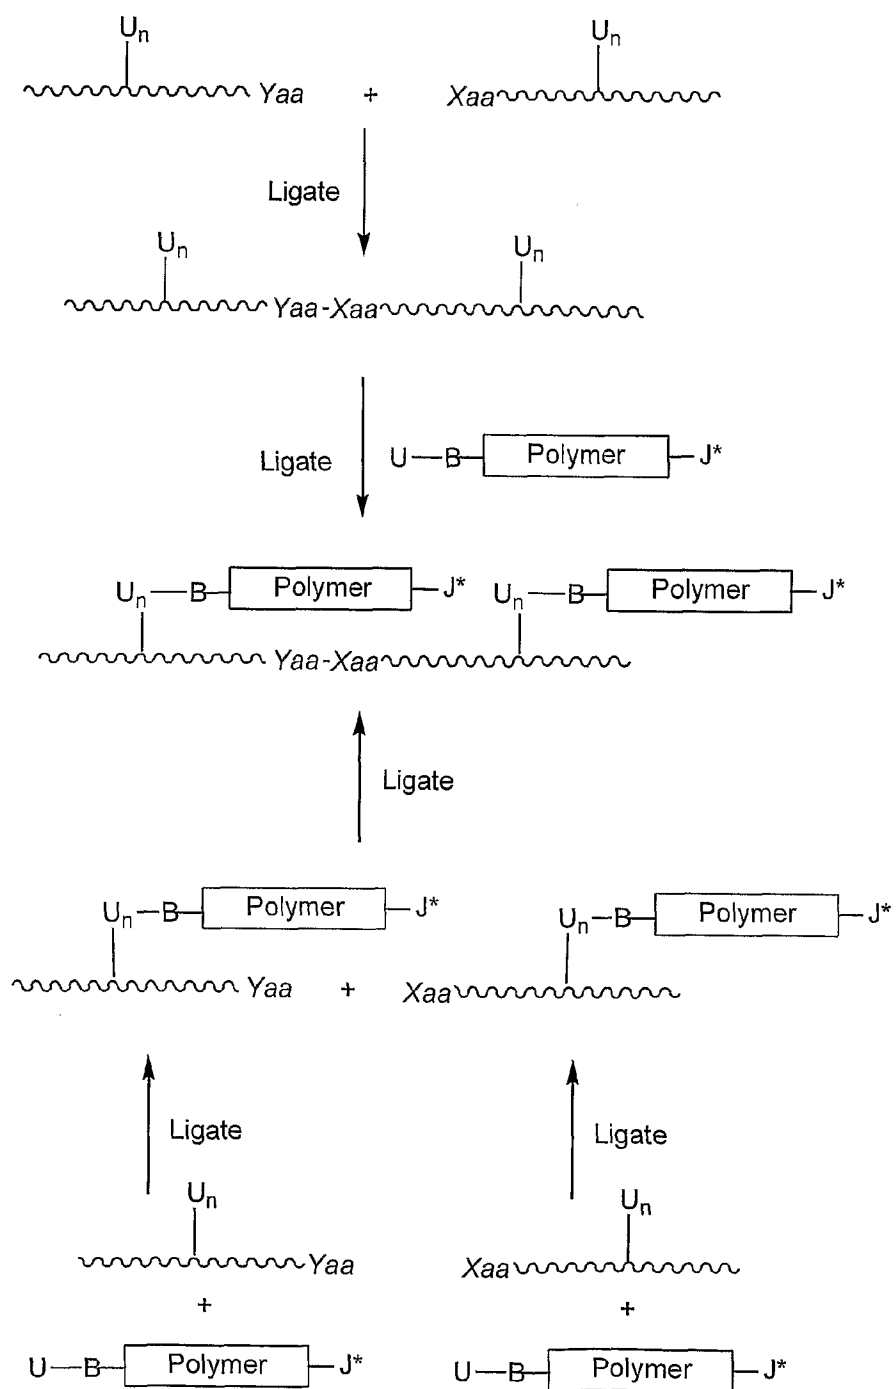 Un Un
Yaa + Xaa
Ligate
Un Un
Yaa-Xaa
Ligate U B Polymer J*
Un B Polymer J* Un B Polymer J*
Yaa-Xaa
Ligate
Un B Polymer J* Un B Polymer J*
Yaa + Xaa
Ligate Ligate
Un Un
Yaa Xaa
+ +
U B Polymer J* U B Polymer J*